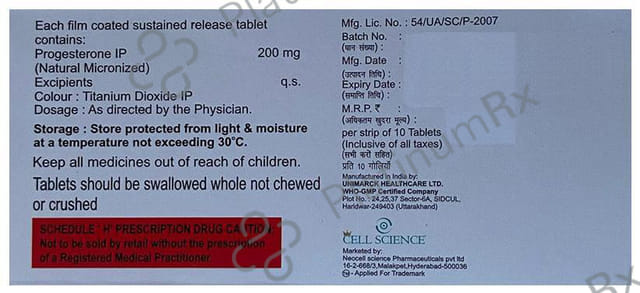 Each film coated sustained release tablet
contains:
Progesterone IP 200 mg
(Natural Micronized)
Excipients q.s.
Colour : Titanium Dioxide IP
Dosage : As directed by the Physician.
Storage : Store protected from light & moisture
at a temperature not exceeding 30°C.
Keep all medicines out of reach of children.
Tablets should be swallowed whole not chewed
or crushed
SCHEDULE 'H' PRESCRIPTION DRUG CAUTION:
Not to be sold by retail without the prescription
of a Registered Medical Practitioner.
Mfg. Lic. No. : 54/UA/SC/P-2007
Batch No. :
(घान संख्या) :
Mfg. Date :
(उत्पादन तिथि) :
Expiry Date :
(समाप्ति तिथि) :
M.R.P. ₹ :
(अधिकतम खुदरा मूल्य) :
per strip of 10 Tablets
(Inclusive of all taxes)
(सभी करों सहित)
प्रति 10 गोलियाँ
Manufactured in India by:
UNIMARCK HEALTHCARE LTD.
WHO-GMP Certified Company
Plot No.: 24,25,37 Sector-6A, SIDCUL,
Haridwar-249403 (Uttarakhand)
CELL SCIENCE
Marketed by:
Neocell science Pharmaceuticals pvt ltd
16-2-668/3,Malakpet,Hyderabad-500036
- Applied For Trademark
PlatinumRx